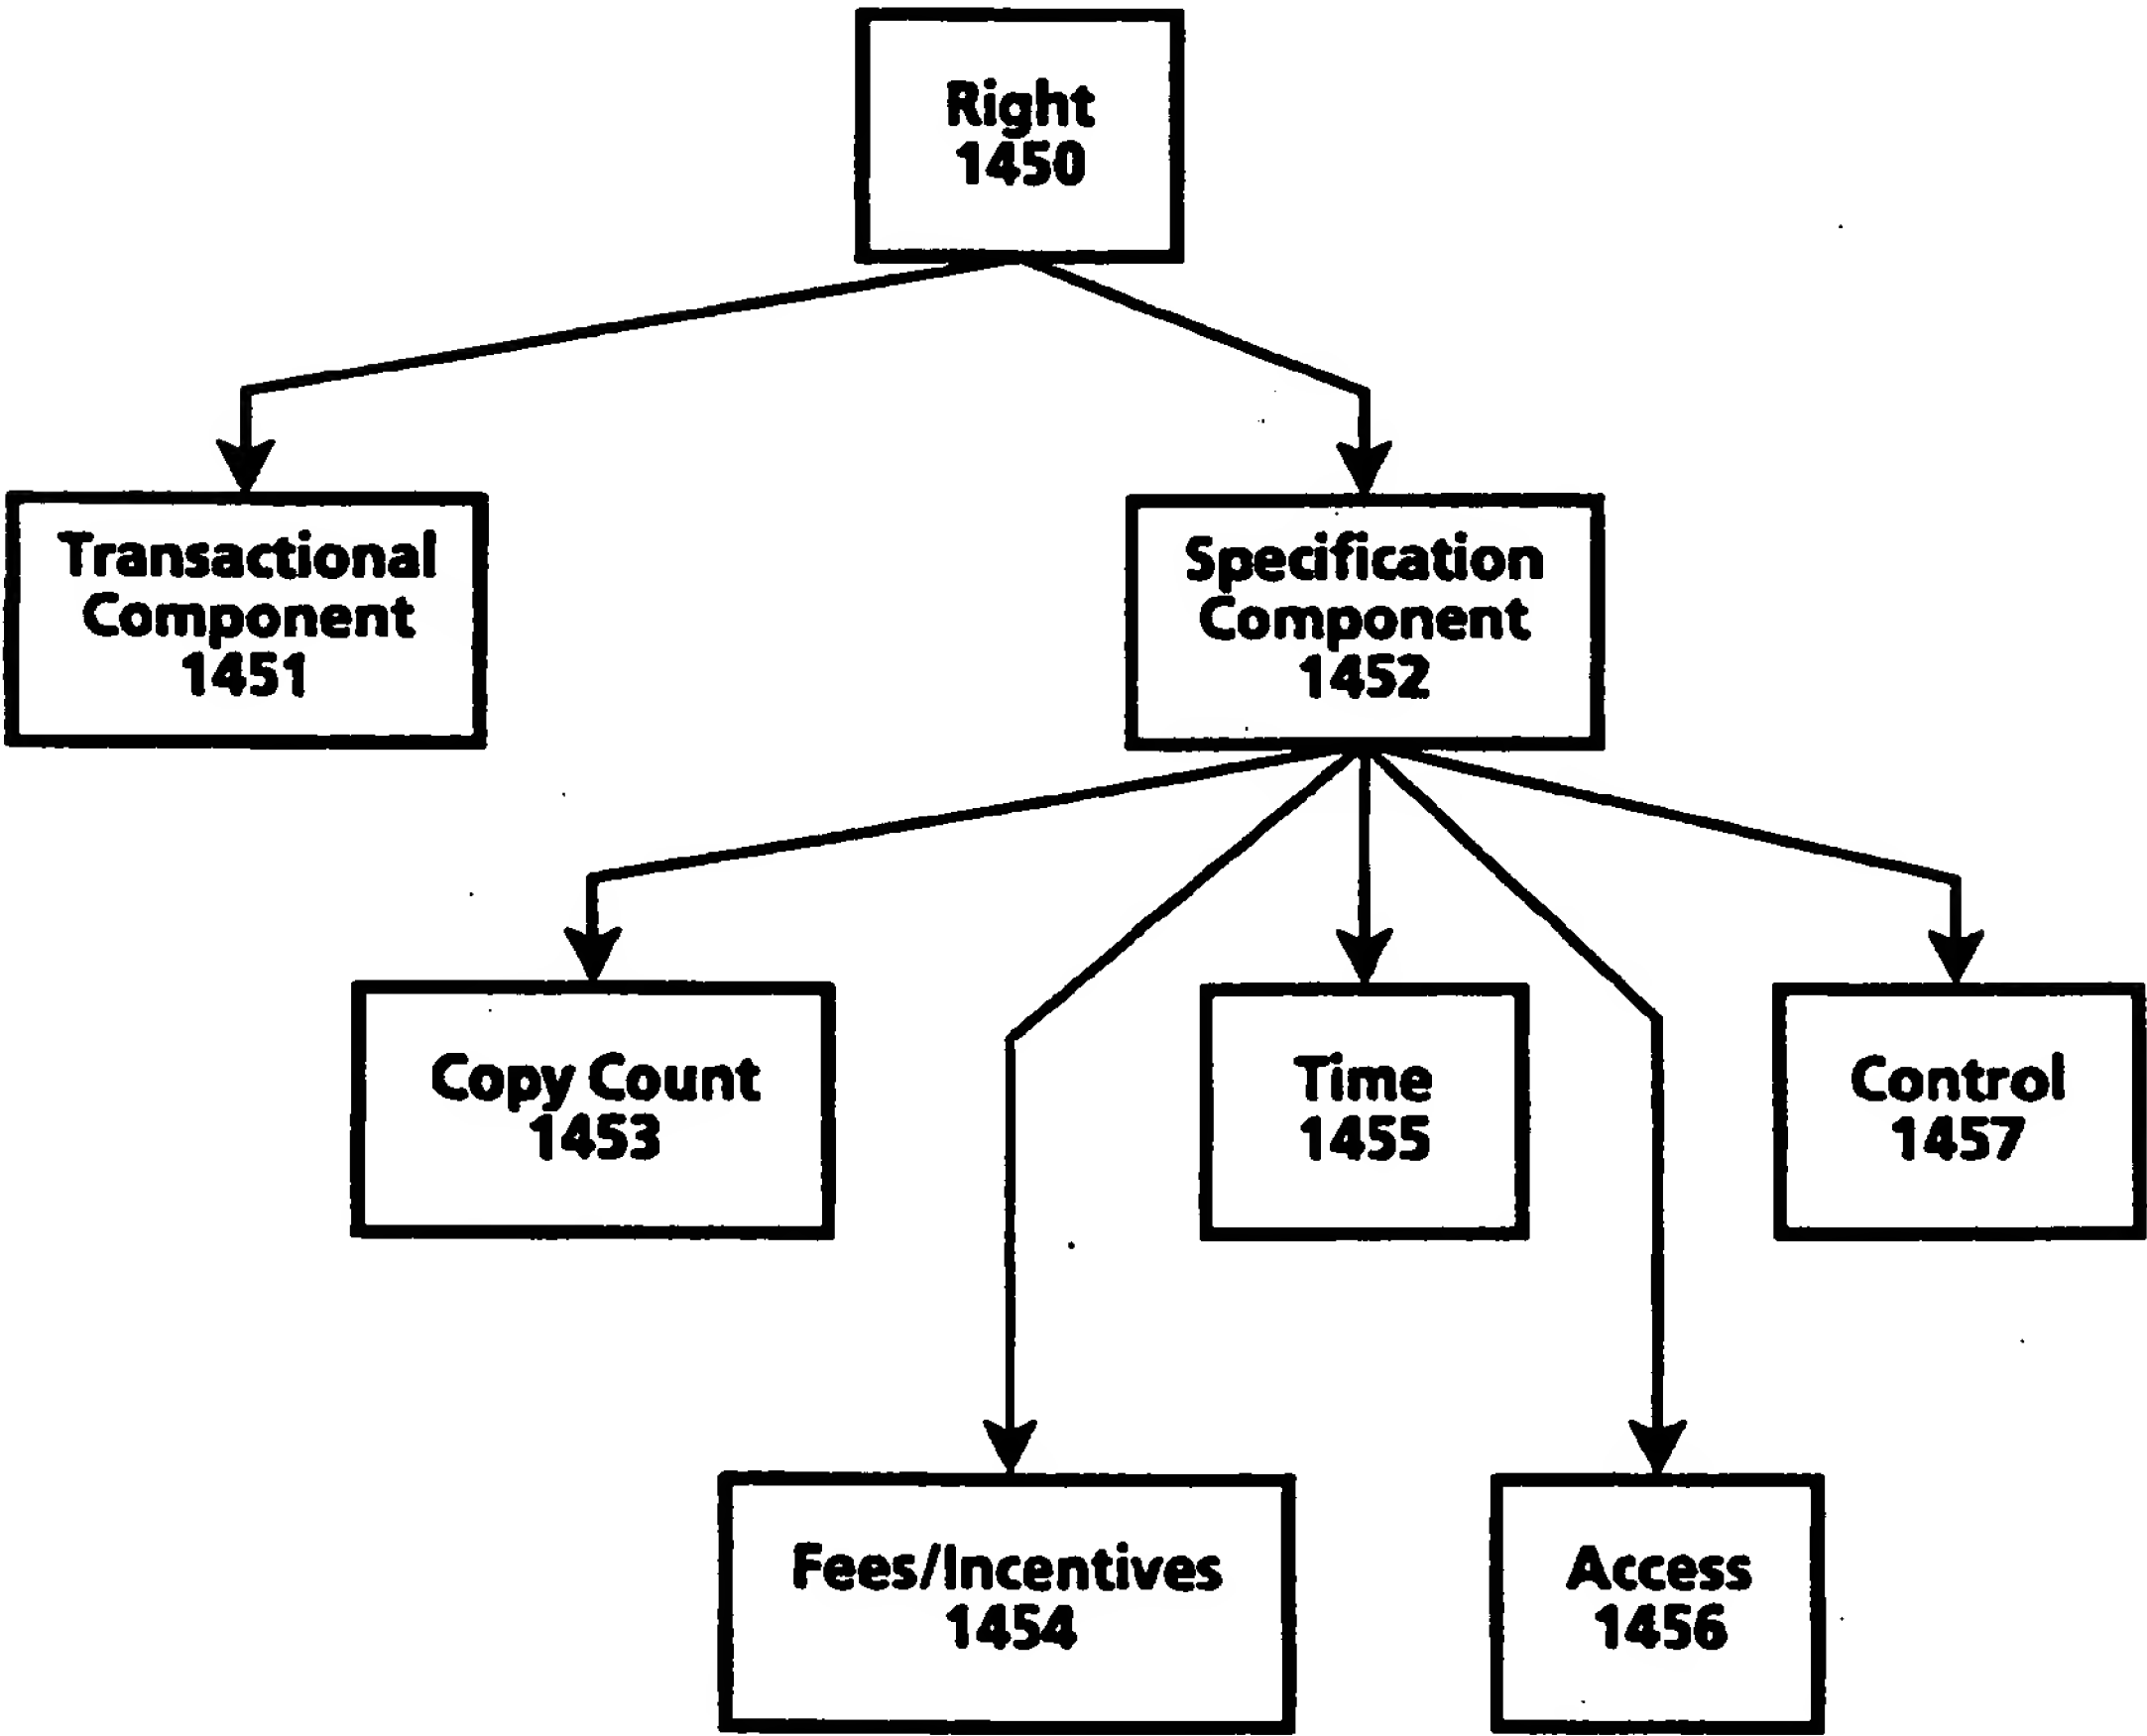 Right
1450
Transactional
Component
1451
Specification
Component
1452
Copy Count
1453
Time
1455
Control
1457
Fees/Incentives
1454
Access
1456